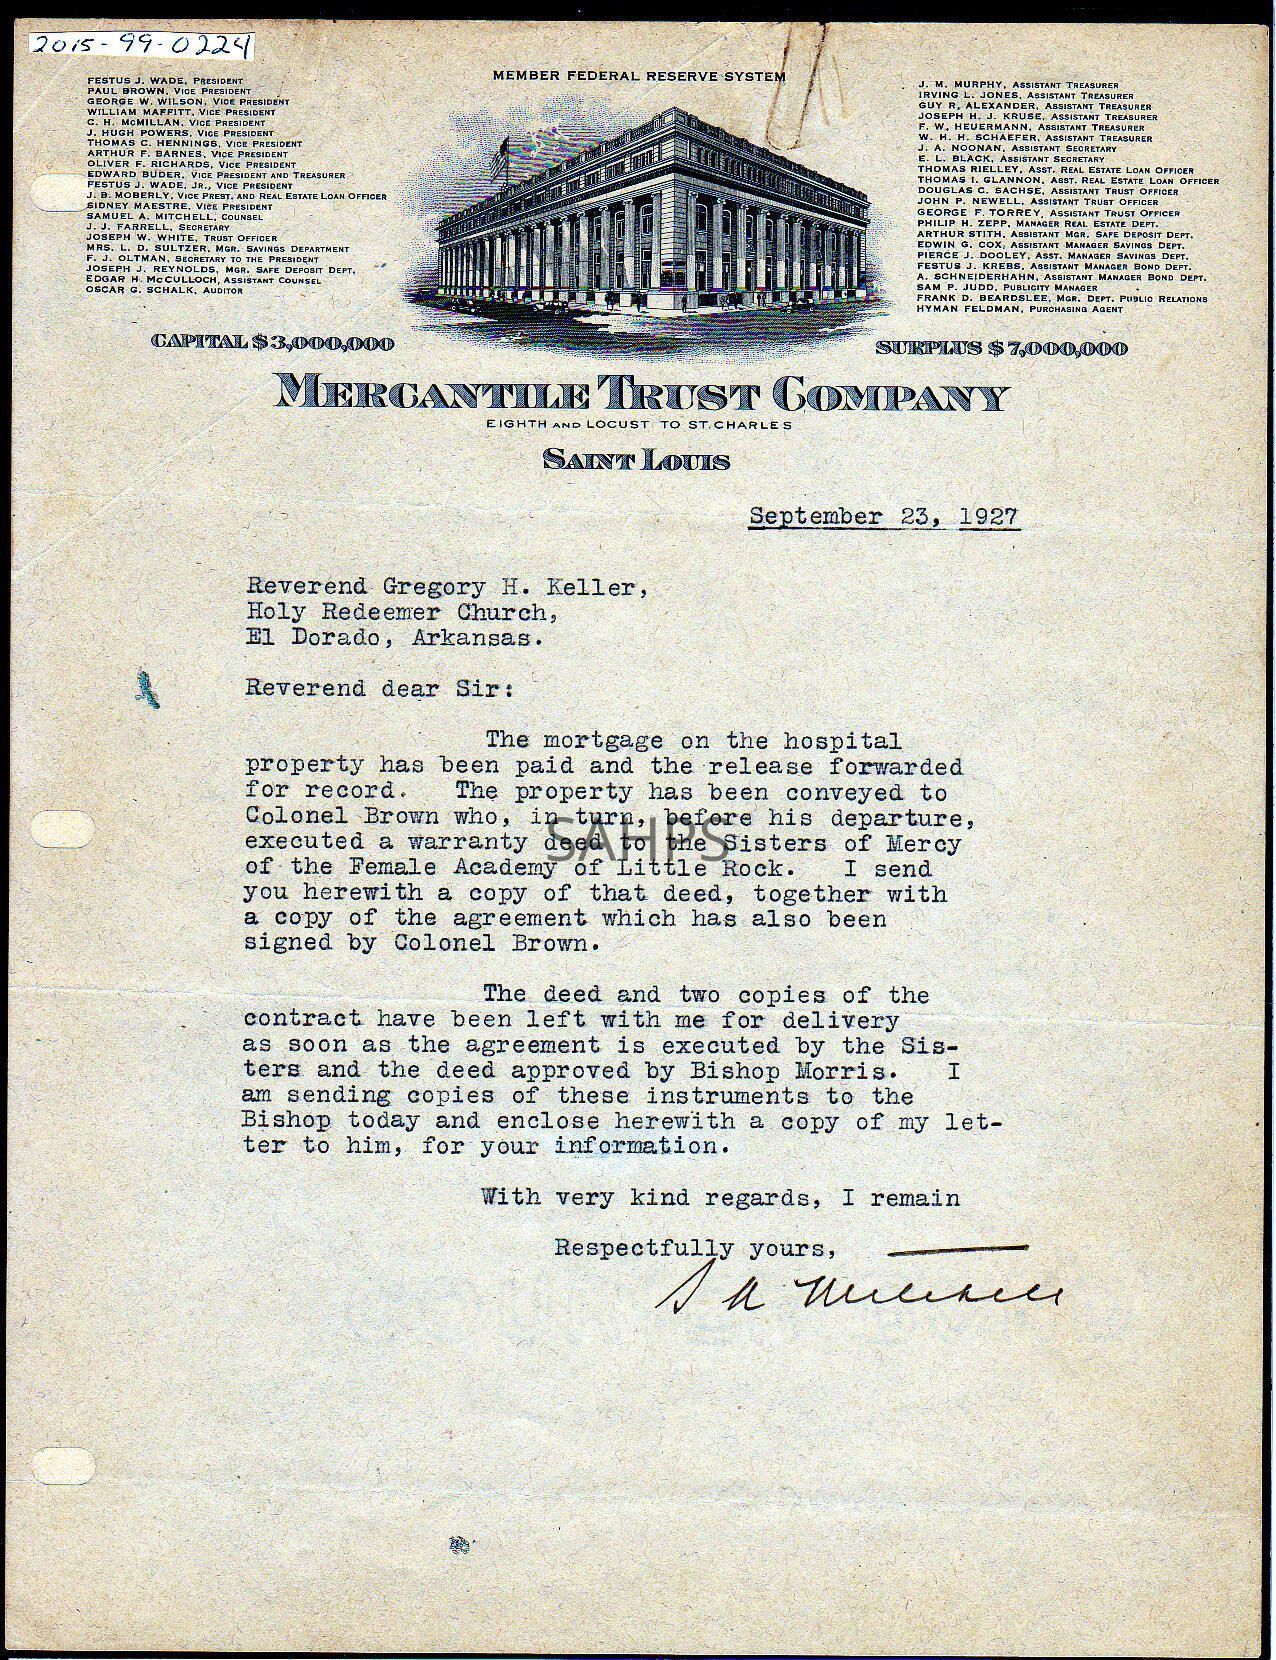 2015-99-0224
MEMBER FEDERAL RESERVE SYSTEM
FESTUS J. WADE, PRESIDENT
PAUL BROWN, VICE PRESIDENT
GEORGE W. WILSON, VICE PRESIDENT
WILLIAM MAFFITT, VICE PRESIDENT
C. H. McMILLAN, VICE PRESIDENT
J. HUGH POWERS, VICE PRESIDENT
THOMAS C. HENNINGS, VICE PRESIDENT
ARTHUR F. BARNES, VICE PRESIDENT
OLIVER F. RICHARDS, VICE PRESIDENT
EDWARD BUDER, VICE PRESIDENT AND TREASURER
FESTUS J. WADE, JR., VICE PRESIDENT
J. B. MOBERLY, VICE PREST. AND REAL ESTATE LOAN OFFICER
SIDNEY MAESTRE, VICE PRESIDENT
SAMUEL A. MITCHELL, COUNSEL
J. J. FARRELL, SECRETARY
JOSEPH W. WHITE, TRUST OFFICER
MRS. L. D. SULTZER, MGR. SAVINGS DEPARTMENT
F. J. OLTMAN, SECRETARY TO THE PRESIDENT
JOSEPH J. REYNOLDS, MGR. SAFE DEPOSIT DEPT.
EDGAR H. McCULLOCH, ASSISTANT COUNSEL
OSCAR G. SCHALK, AUDITOR
J. M. MURPHY, ASSISTANT TREASURER
IRVING L. JONES, ASSISTANT TREASURER
GUY R. ALEXANDER, ASSISTANT TREASURER
JOSEPH H. J. KRUSE, ASSISTANT TREASURER
F. W. HEUERMANN, ASSISTANT TREASURER
W. H. H. SCHAEFER, ASSISTANT TREASURER
J. A. NOONAN, ASSISTANT SECRETARY
E. L. BLACK, ASSISTANT SECRETARY
THOMAS RIELLEY, ASST. REAL ESTATE LOAN OFFICER
THOMAS I. GLANNON, ASST. REAL ESTATE LOAN OFFICER
DOUGLAS C. SACHSE, ASSISTANT TRUST OFFICER
JOHN P. NEWELL, ASSISTANT TRUST OFFICER
GEORGE F. TORREY, ASSISTANT TRUST OFFICER
PHILIP H. ZEPP, MANAGER REAL ESTATE DEPT.
ARTHUR STITH, ASSISTANT MGR. SAFE DEPOSIT DEPT.
EDWIN G. COX, ASSISTANT MANAGER SAVINGS DEPT.
PIERCE J. DOOLEY, ASST. MANAGER SAVINGS DEPT.
FESTUS J. KREBS, ASSISTANT MANAGER BOND DEPT.
A. SCHNEIDERHAHN, ASSISTANT MANAGER BOND DEPT.
SAM P. JUDD, PUBLICITY MANAGER
FRANK D. BEARDSLEE, MGR. DEPT. PUBLIC RELATIONS
HYMAN FELDMAN, PURCHASING AGENT
CAPITAL $3,000,000
SURPLUS $7,000,000
MERCANTILE TRUST COMPANY
EIGHTH AND LOCUST TO ST. CHARLES
SAINT LOUIS
September 23, 1927
Reverend Gregory H. Keller,
Holy Redeemer Church,
El Dorado, Arkansas.
Reverend dear Sir:
The mortgage on the hospital
property has been paid and the release forwarded
for record. The property has been conveyed to
Colonel Brown who, in turn, before his departure,
executed a warranty deed to the Sisters of Mercy
of the Female Academy of Little Rock. I send
you herewith a copy of that deed, together with
a copy of the agreement which has also been
signed by Colonel Brown.
SAHPS
The deed and two copies of the
contract have been left with me for delivery
as soon as the agreement is executed by the Sis-
ters and the deed approved by Bishop Morris. I
am sending copies of these instruments to the
Bishop today and enclose herewith a copy of my let-
ter to him, for your information.
With very kind regards, I remain
Respectfully yours,
S A Mitchell